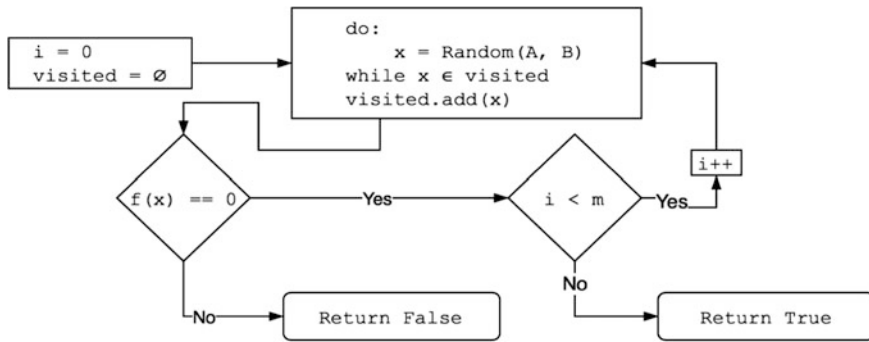 i = 0
visited = ∅
do:
x = Random(A, B)
while x ∈ visited
visited.add(x)
i++
f(x) == 0
Yes
i < m
Yes
No
No
Return False
Return True